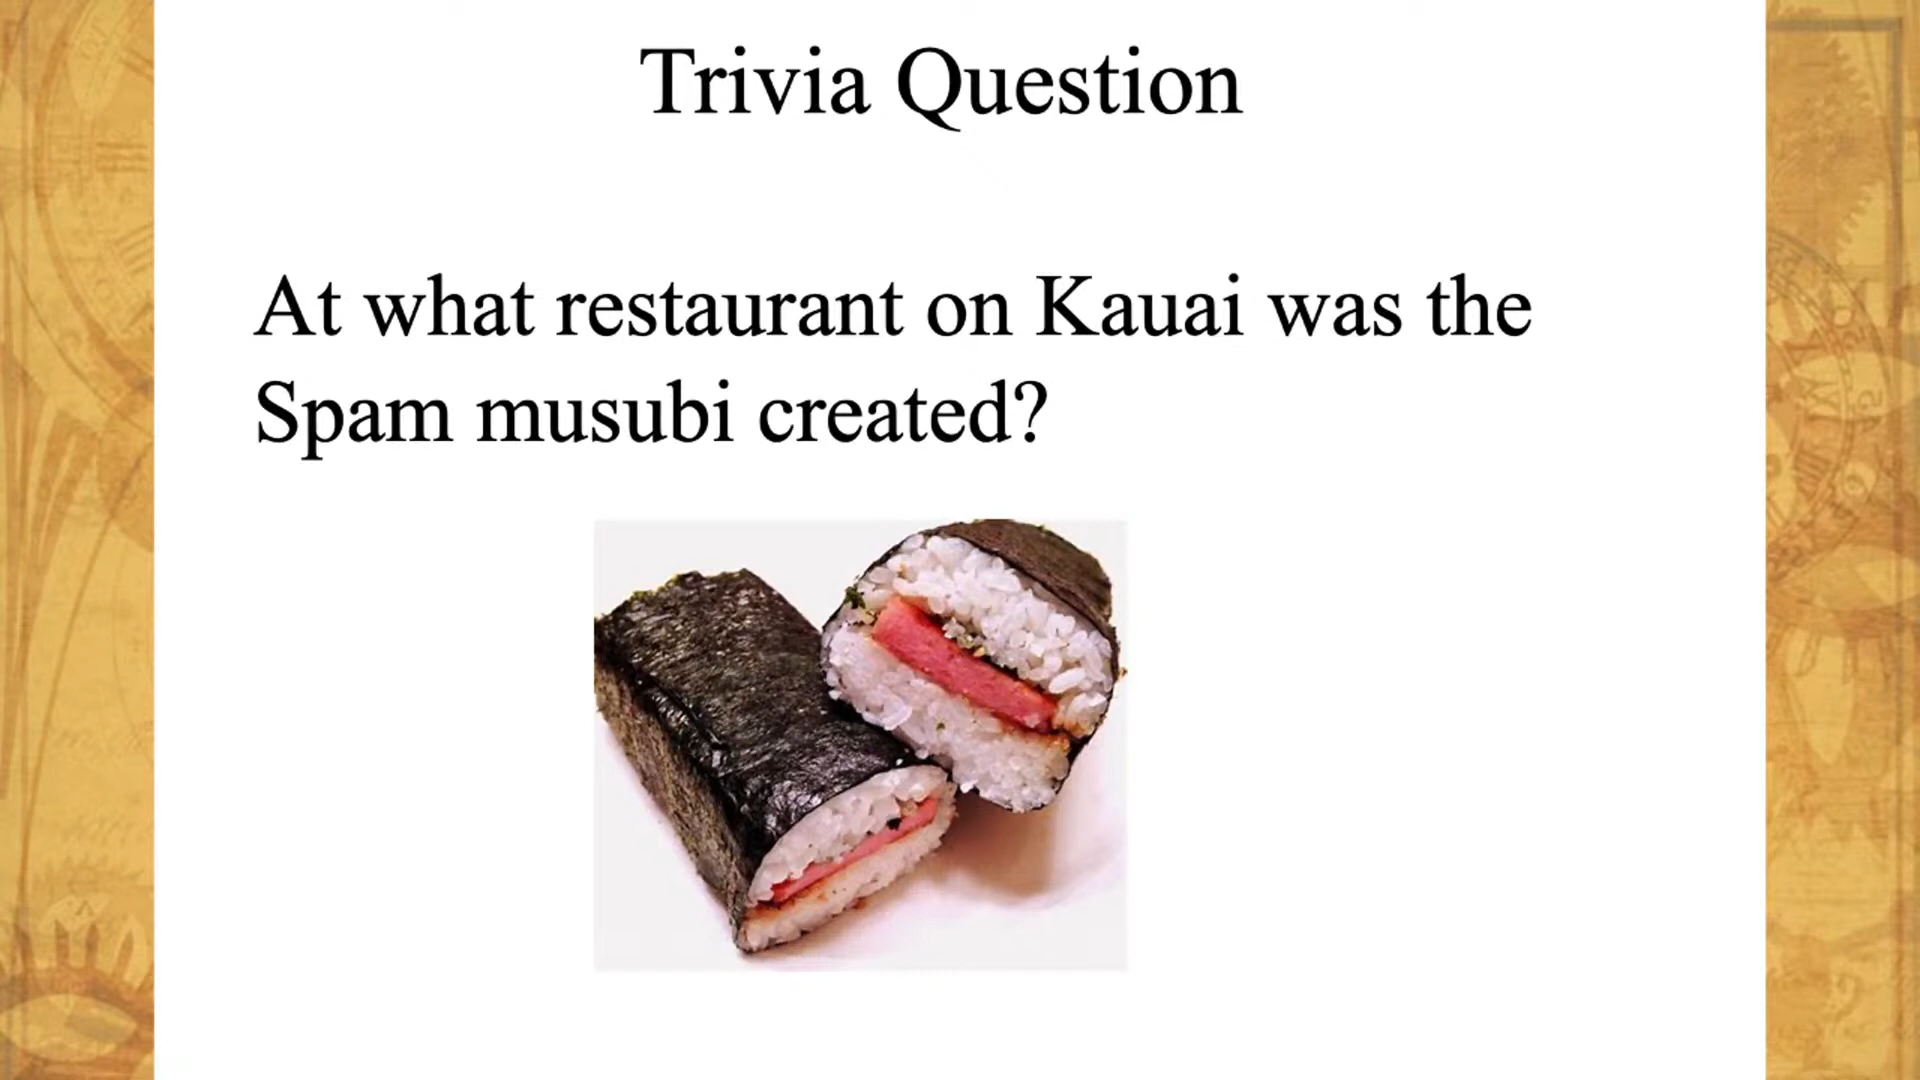 Trivia Question
At what restaurant on Kauai was the
Spam musubi created?